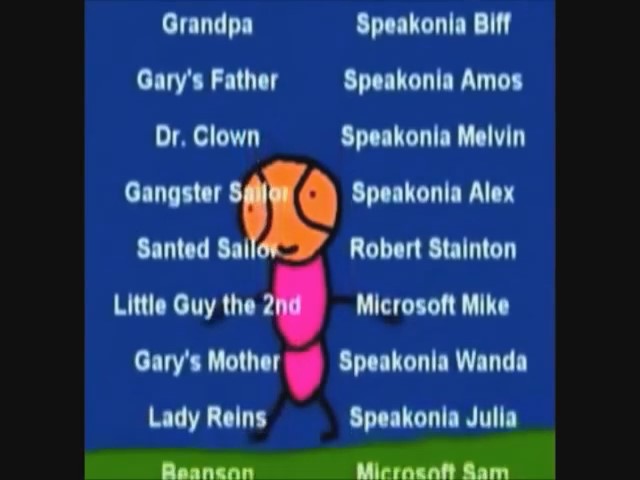 Grandpa Speakonia Biff
Gary's Father Speakonia Amos
Dr. Clown Speakonia Melvin
Gangster Sailor Speakonia Alex
Santed Sailor Robert Stainton
Little Guy the 2nd Microsoft Mike
Gary's Mother Speakonia Wanda
Lady Reins Speakonia Julia
Beanson Microsoft Sam